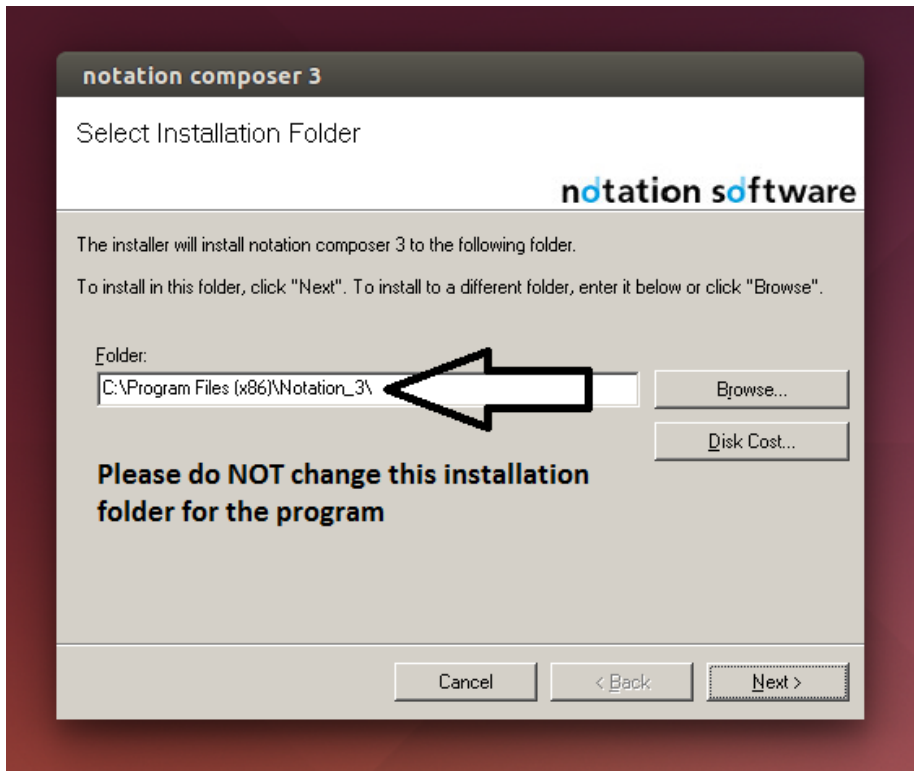 notation composer 3
Select Installation Folder
notation software
The installer will install notation composer 3 to the following folder.
To install in this folder, click "Next". To install to a different folder, enter it below or click "Browse".
Folder:
C:\Program Files (x86)\Notation_3\
Browse...
Disk Cost...
Please do NOT change this installation
folder for the program
Cancel
< Back
Next >